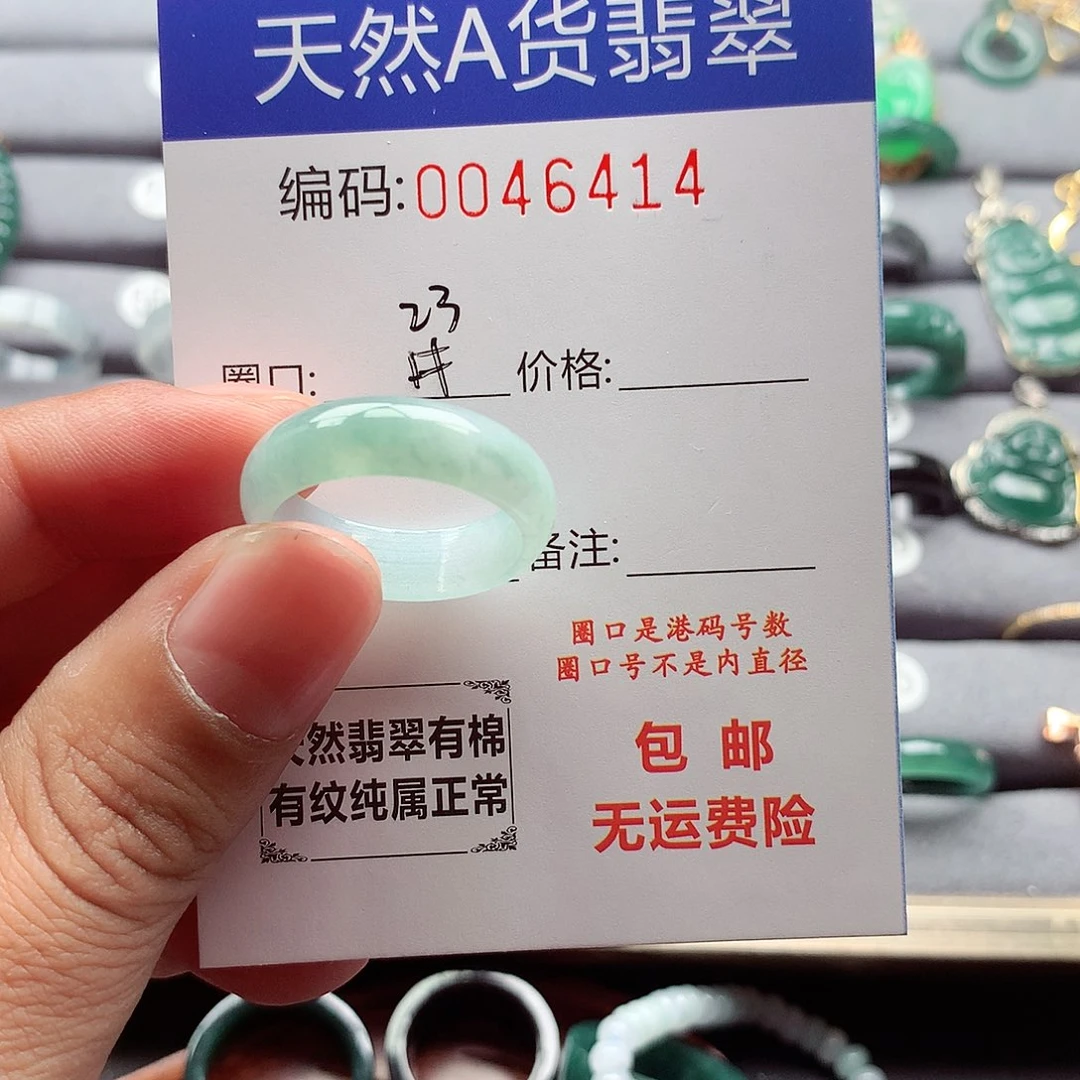 天然A货翡翠
编码:0046414
23
圈口: # 价格:
备注:
圈口是港码号数
圈口号不是内直径
天然翡翠有棉
有纹纯属正常
包 邮
无运费险